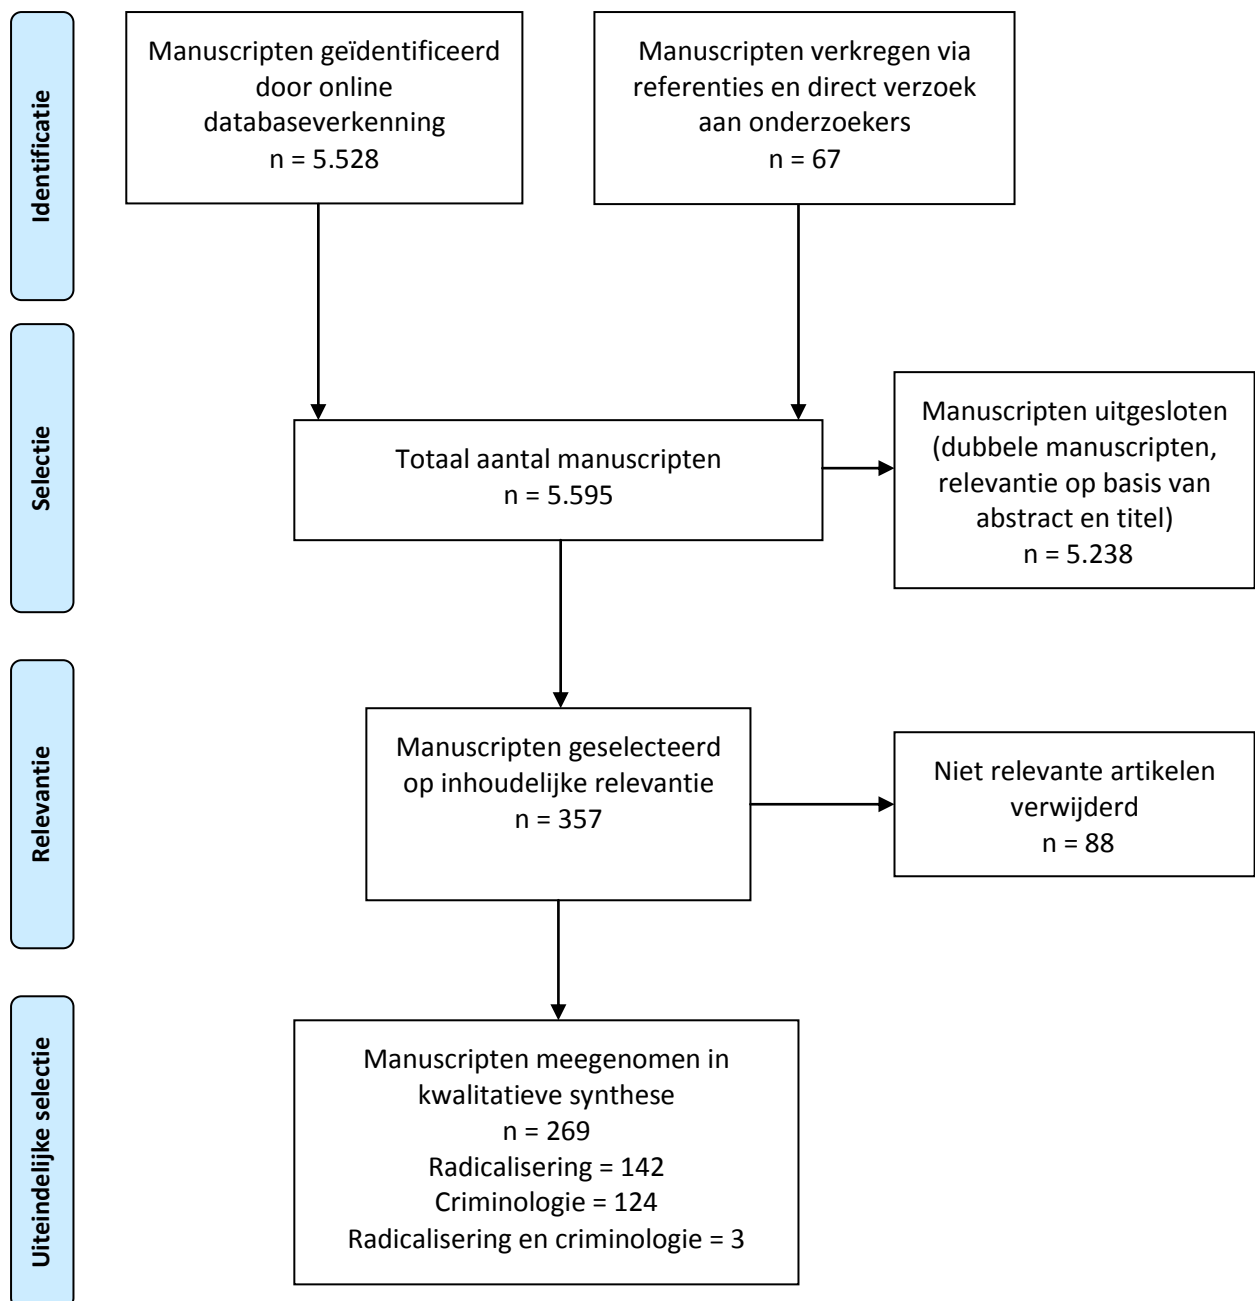 Identificatie
Manuscripten geïdentificeerd
door online
databaseverkenning
n = 5.528
Manuscripten verkregen via
referenties en direct verzoek
aan onderzoekers
n = 67
Selectie
Totaal aantal manuscripten
n = 5.595
Manuscripten uitgesloten
(dubbele manuscripten,
relevantie op basis van
abstract en titel)
n = 5.238
Relevantie
Manuscripten geselecteerd
op inhoudelijke relevantie
n = 357
Niet relevante artikelen
verwijderd
n = 88
Uiteindelijke selectie
Manuscripten meegenomen in
kwalitatieve synthese
n = 269
Radicalisering = 142
Criminologie = 124
Radicalisering en criminologie = 3